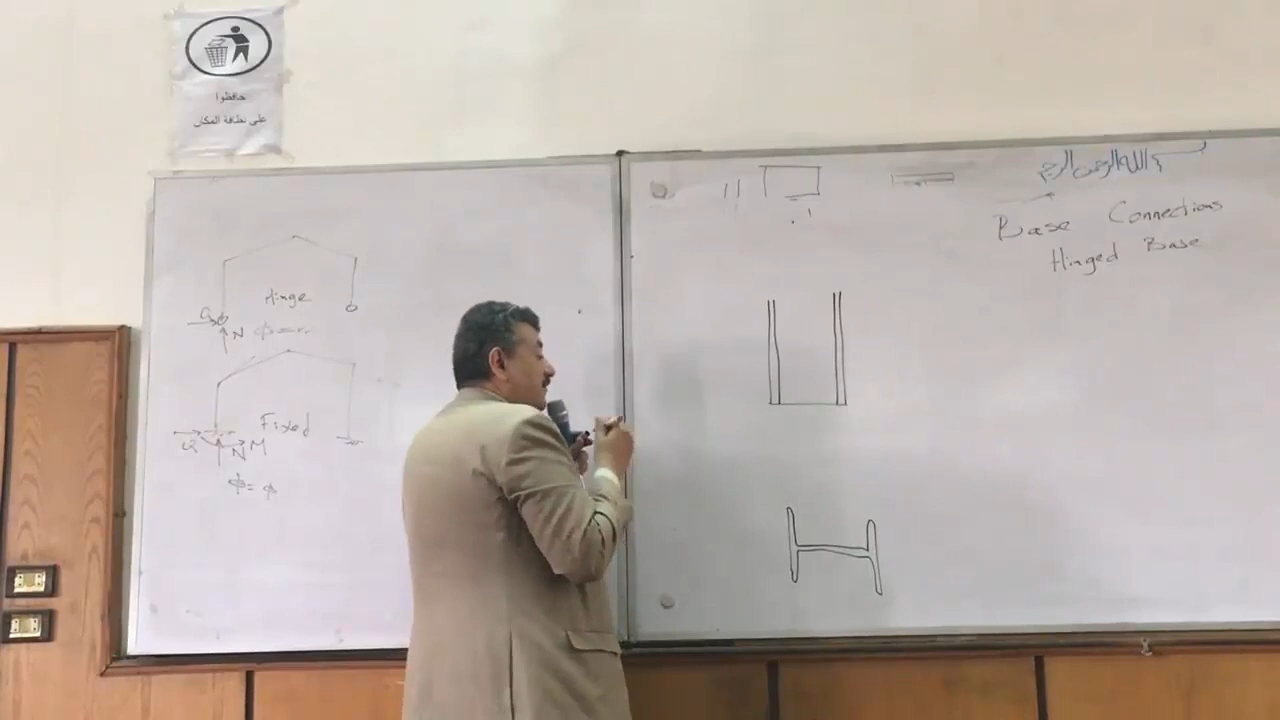 حافظوا
على نظافة المكان
بسم الله الرحمن الرحيم
Base Connections
Hinged Base
Hinge
N
Fixed
N M